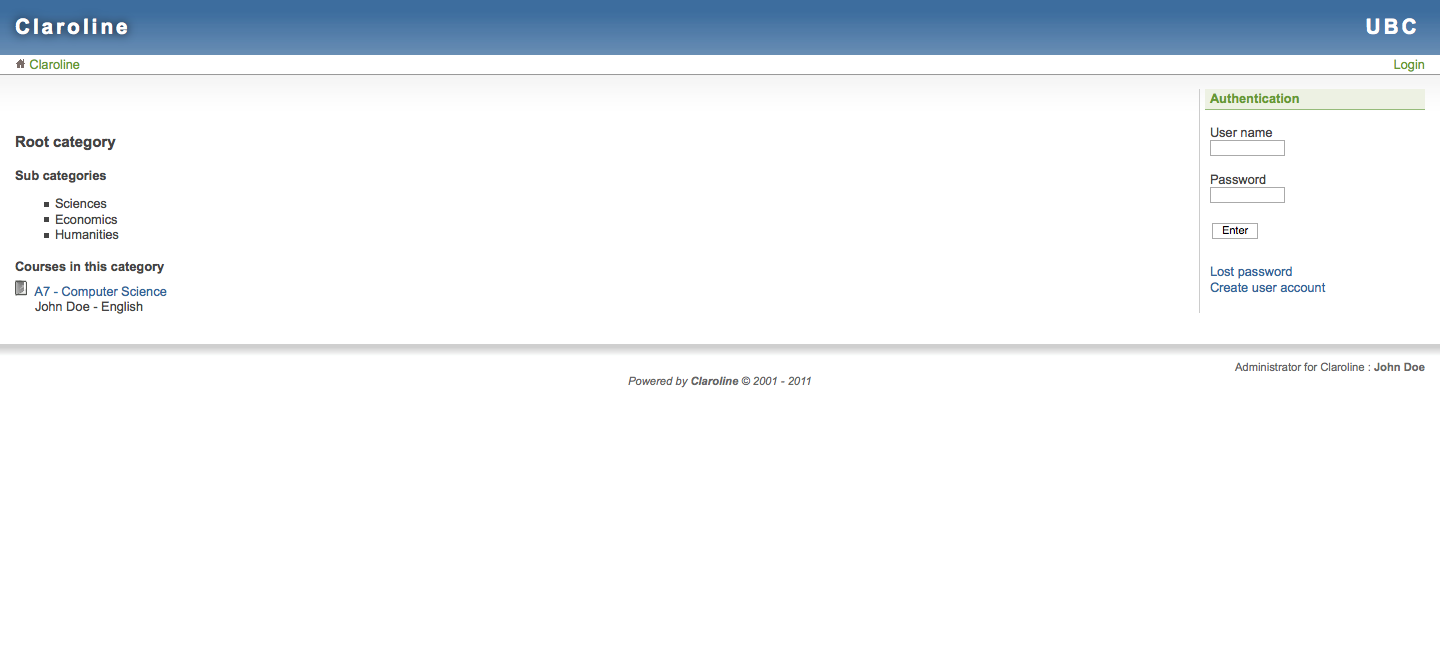 Claroline
UBC
Claroline
Login
Root category
Sub categories
Sciences
Economics
Humanities
Courses in this category
A7 - Computer Science
John Doe - English
Authentication
User name
Password
Enter
Lost password
Create user account
Administrator for Claroline : John Doe
Powered by Claroline © 2001 - 2011